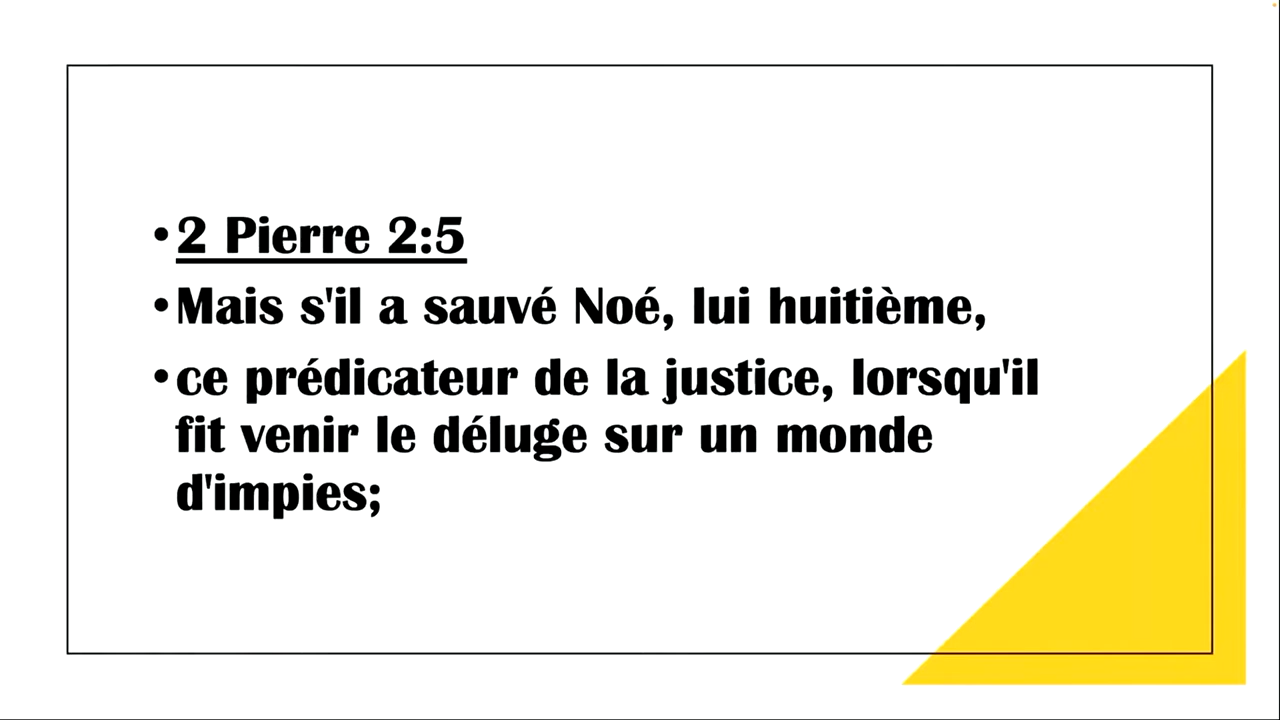 •2 Pierre 2:5
•Mais s'il a sauvé Noé, lui huitième,
•ce prédicateur de la justice, lorsqu'il
fit venir le déluge sur un monde
d'impies;